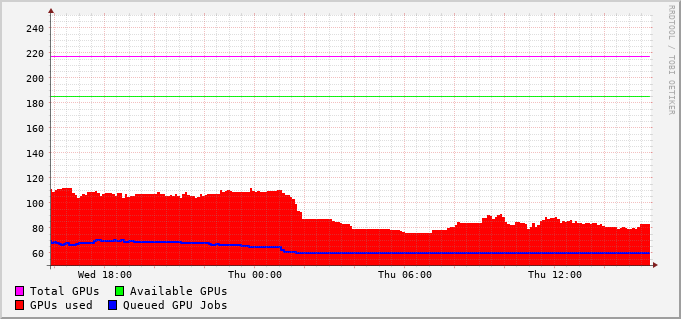 RRDTOOL / TOBI OETIKER
240
220
200
180
160
140
120
100
80
60
Wed 18:00 Thu 00:00 Thu 06:00 Thu 12:00
Total GPUs Available GPUs
GPUs used Queued GPU Jobs